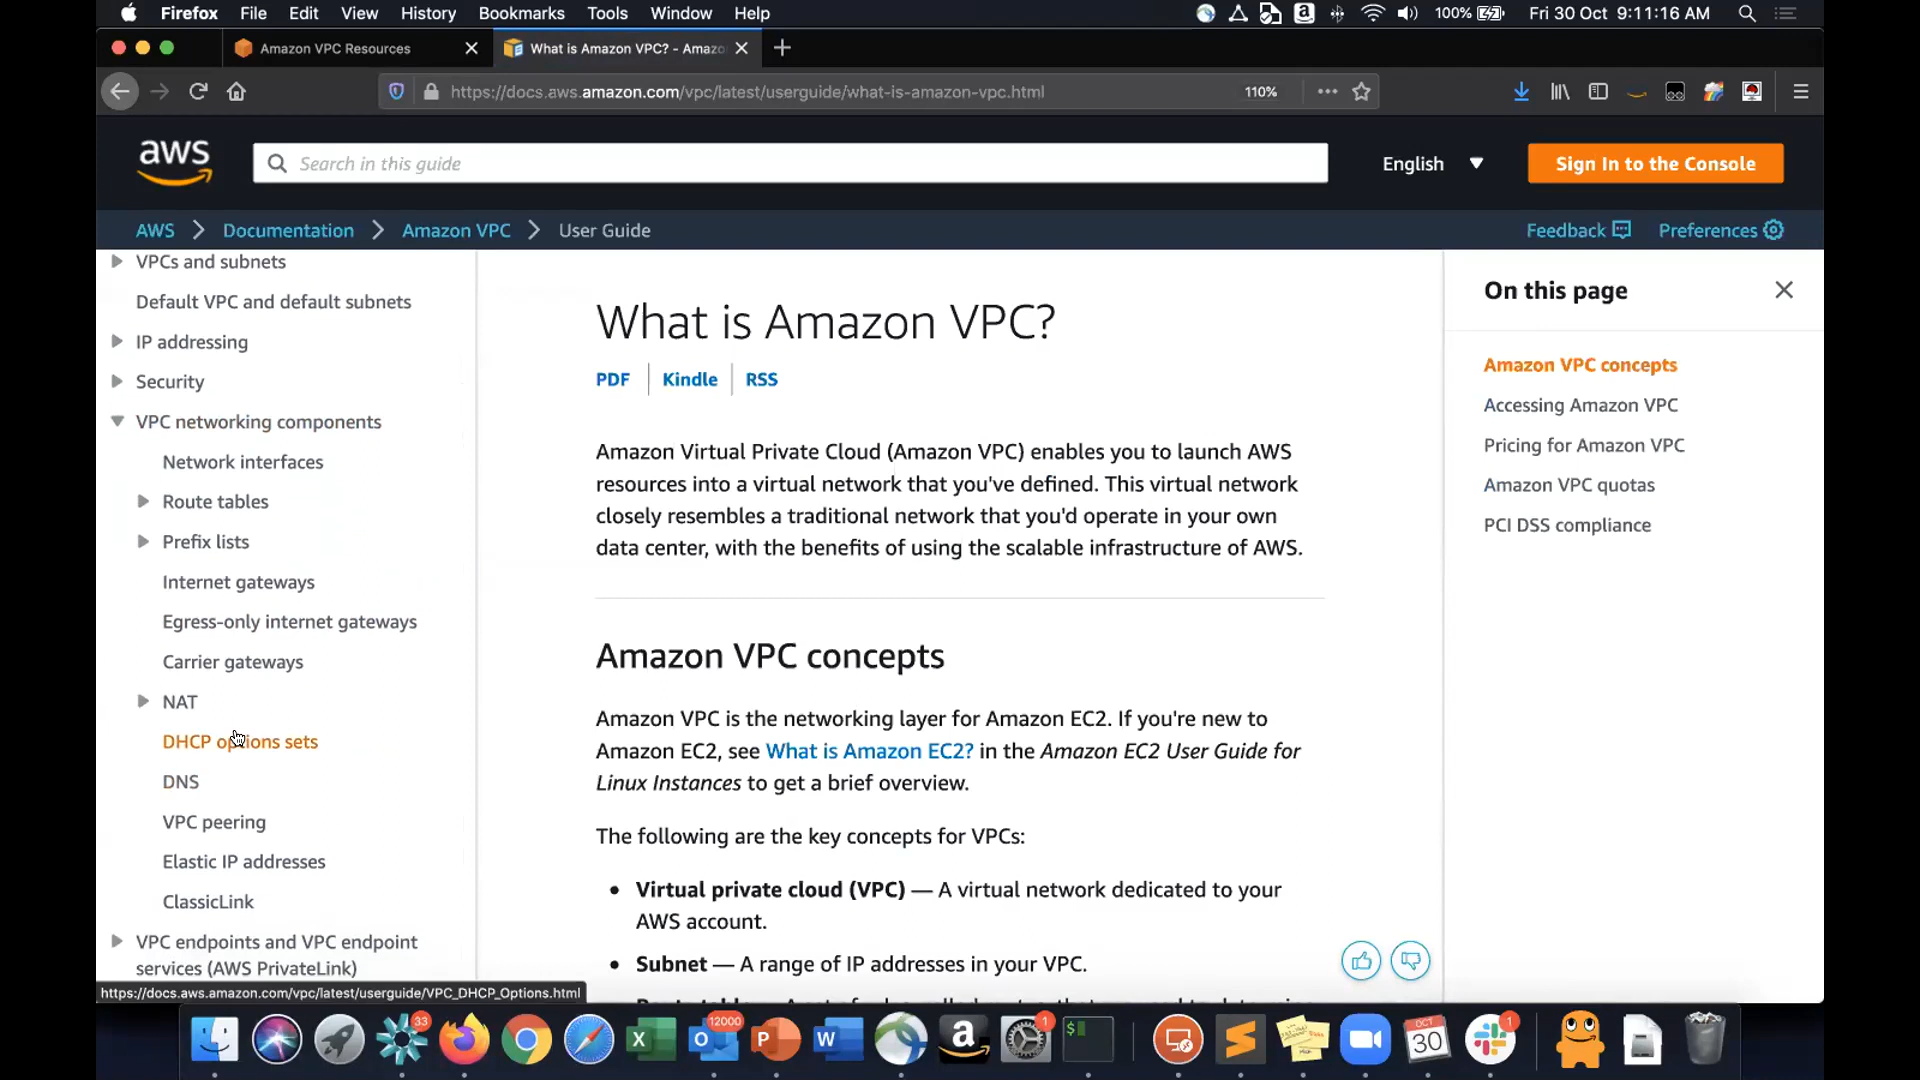 Firefox File Edit View History Bookmarks Tools Window Help 100% Fri 30 Oct 9:11:16 AM
Amazon VPC Resources What is Amazon VPC? - Amazo
https://docs.aws.amazon.com/vpc/latest/userguide/what-is-amazon-vpc.html 110%
aws Search in this guide English Sign In to the Console
AWS Documentation Amazon VPC User Guide Feedback Preferences
VPCs and subnets
Default VPC and default subnets
IP addressing
Security
VPC networking components
Network interfaces
Route tables
Prefix lists
Internet gateways
Egress-only internet gateways
Carrier gateways
NAT
DHCP options sets
DNS
VPC peering
Elastic IP addresses
ClassicLink
VPC endpoints and VPC endpoint
services (AWS PrivateLink)
https://docs.aws.amazon.com/vpc/latest/userguide/VPC_DHCP_Options.html
What is Amazon VPC?
PDF Kindle RSS
Amazon Virtual Private Cloud (Amazon VPC) enables you to launch AWS
resources into a virtual network that you've defined. This virtual network
closely resembles a traditional network that you'd operate in your own
data center, with the benefits of using the scalable infrastructure of AWS.
Amazon VPC concepts
Amazon VPC is the networking layer for Amazon EC2. If you're new to
Amazon EC2, see What is Amazon EC2? in the Amazon EC2 User Guide for
Linux Instances to get a brief overview.
The following are the key concepts for VPCs:
• Virtual private cloud (VPC) — A virtual network dedicated to your
AWS account.
• Subnet — A range of IP addresses in your VPC.
On this page
Amazon VPC concepts
Accessing Amazon VPC
Pricing for Amazon VPC
Amazon VPC quotas
PCI DSS compliance
33 12000 1 OCT 30 1